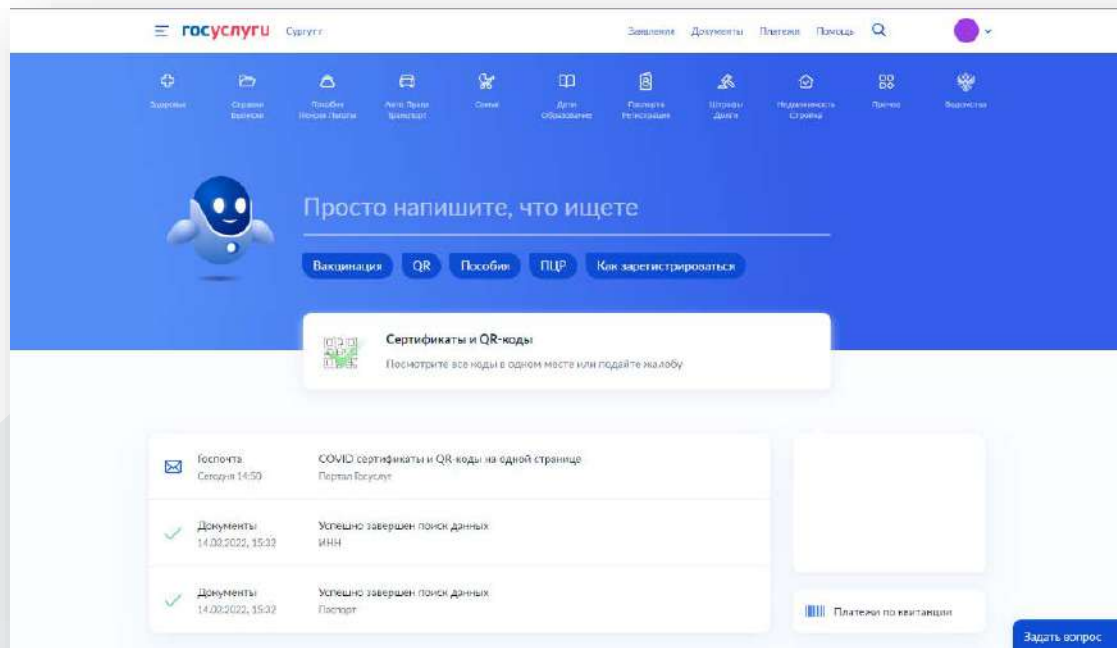 госуслуги
Сургут
Заявления Документы Платежи Помощь
Здоровье
Справки
Выписки
Пособия
Пенсия Льготы
Авто Права
Транспорт
Семья
Дети
Образование
Паспорта
Регистрация
Штрафы
Долги
Недвижимость
Стройка
Прочее
Ведомства
Просто напишите, что ищете
Вакцинация QR Пособия ПЦР Как зарегистрироваться
Сертификаты и QR-коды
Посмотрите все коды в одном месте или подайте жалобу
Госпочта
Сегодня 14:50
COVID сертификаты и QR-коды на одной странице
Портал Госуслуг
Документы
14.02.2022, 15:32
Успешно завершен поиск данных
ИНН
Документы
14.02.2022, 15:32
Успешно завершен поиск данных
Паспорт
Платежи по квитанции
Задать вопрос